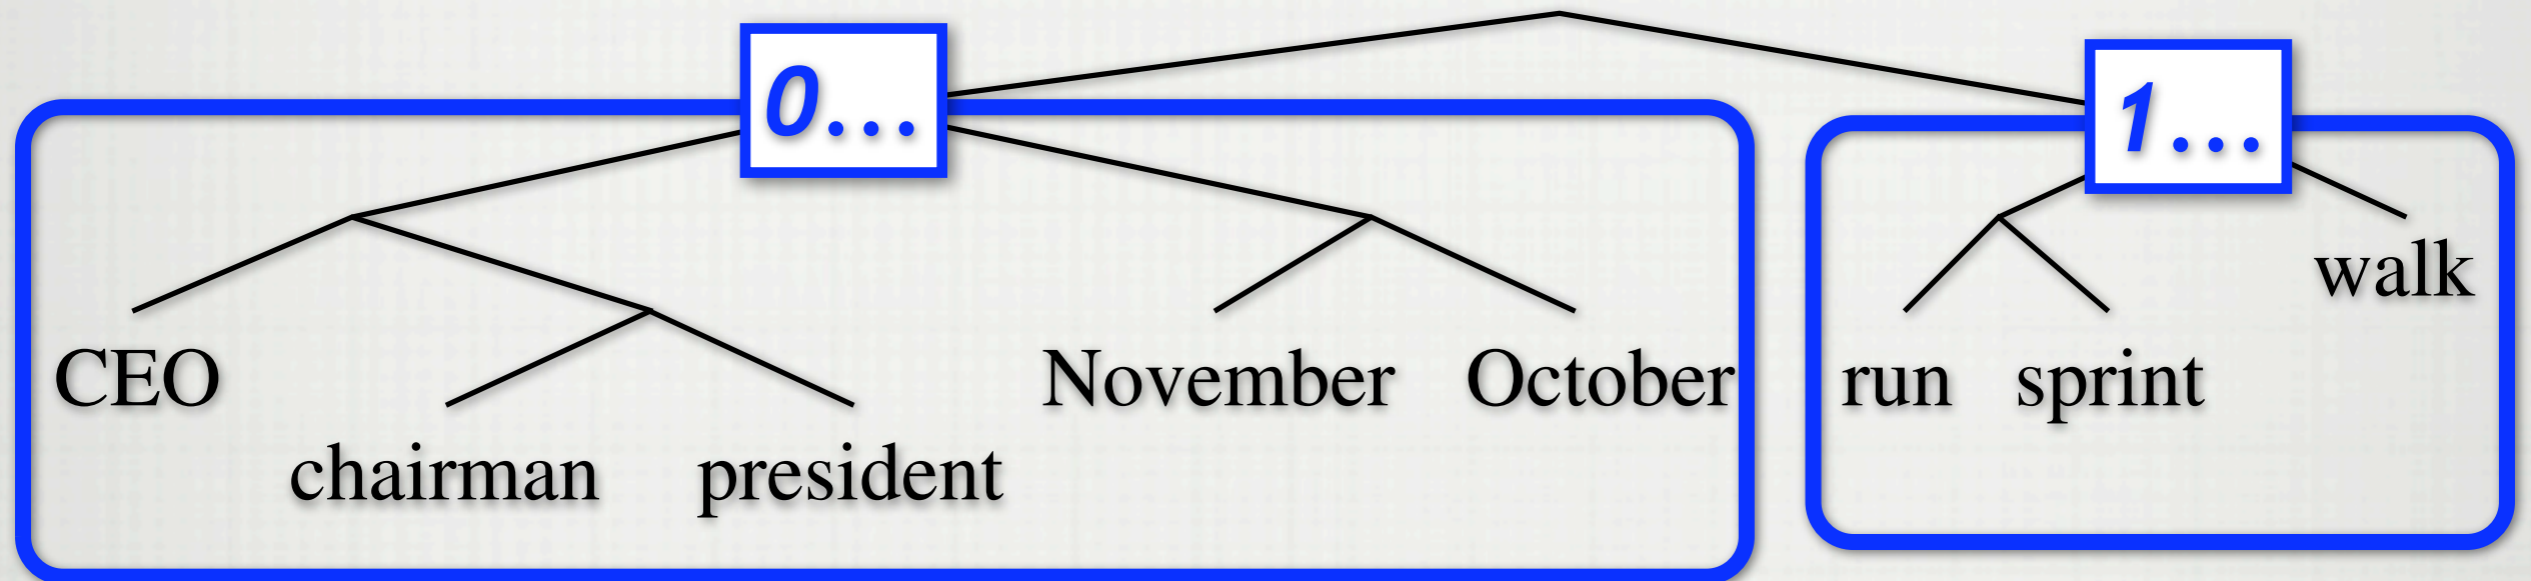 0...
1...
walk
CEO
November
October
run
sprint
chairman
president